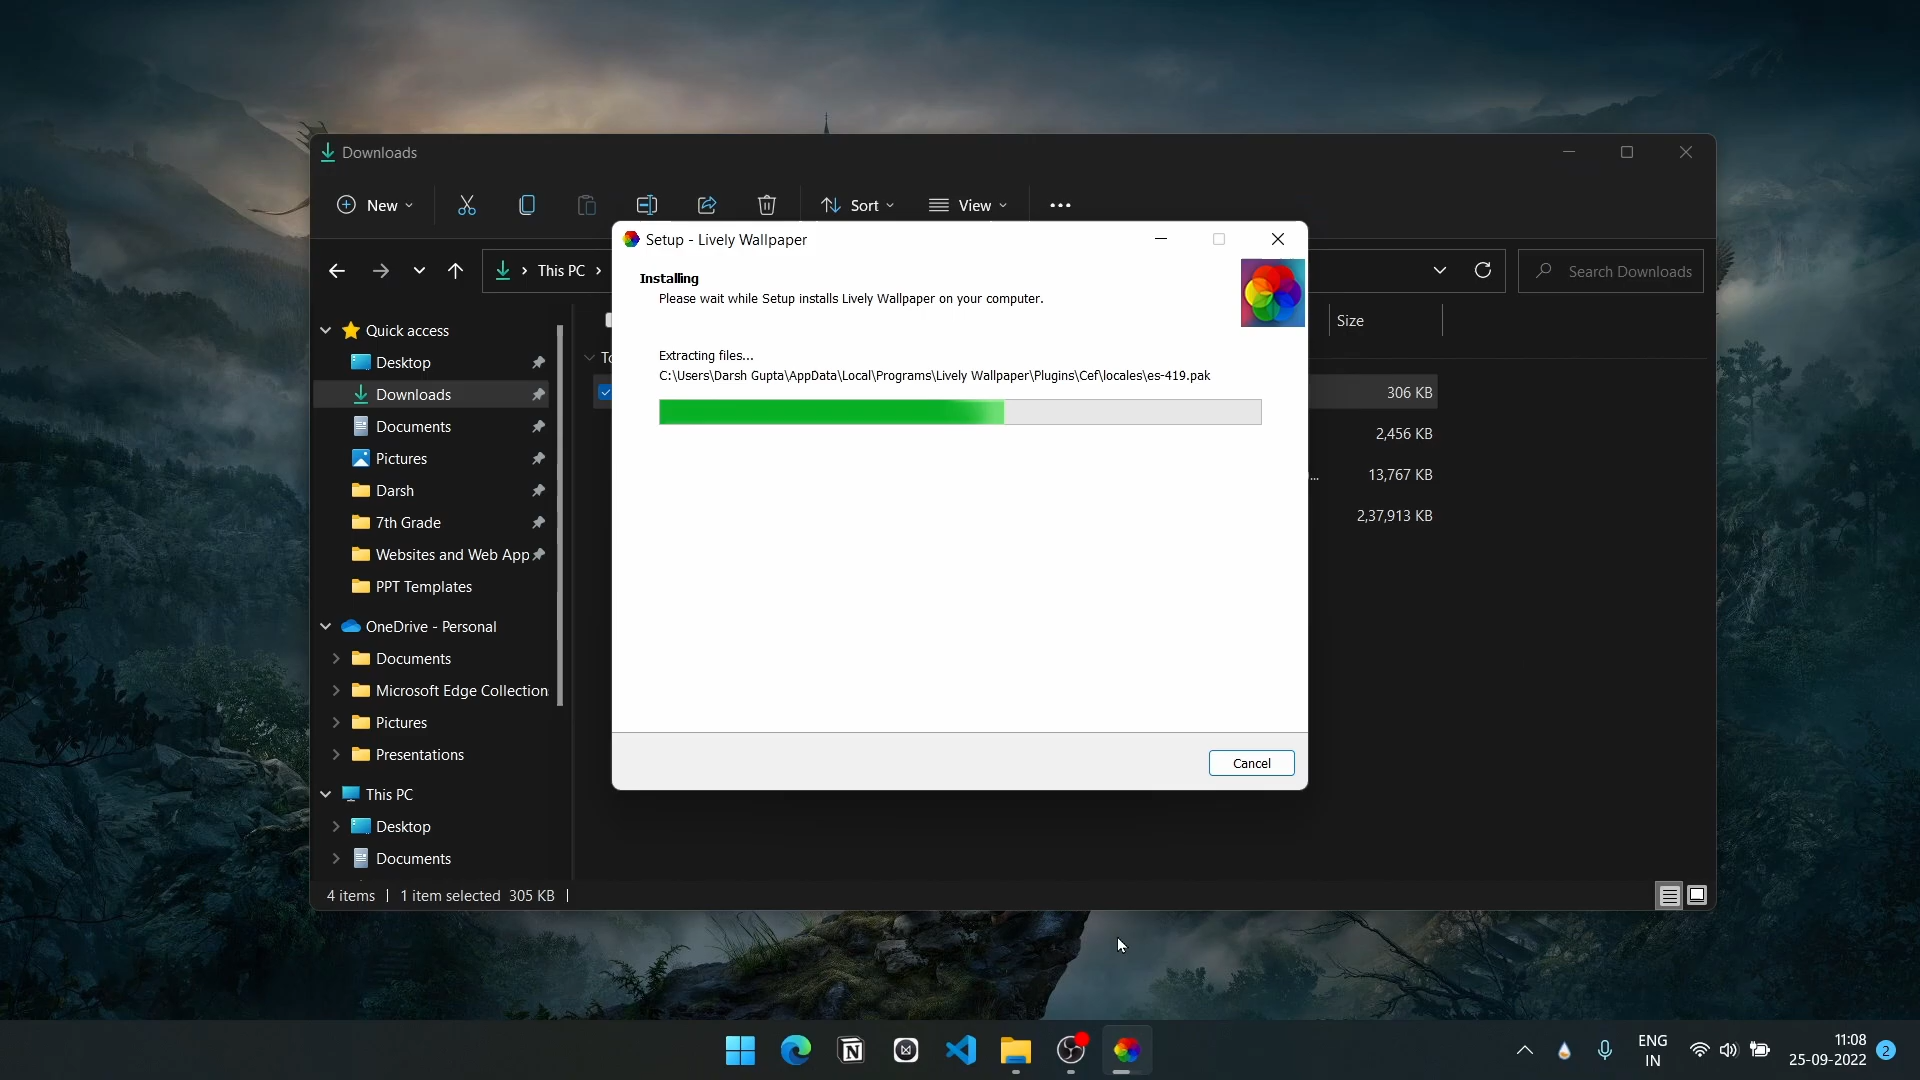 Downloads
New
Sort
View
Setup - Lively Wallpaper
This PC
Search Downloads
Installing
Please wait while Setup installs Lively Wallpaper on your computer.
Size
Quick access
Extracting files...
C:\Users\Darsh Gupta\AppData\Local\Programs\Lively Wallpaper\Plugins\Cef\locales\es-419.pak
Desktop
Downloads
306 KB
Documents
2,456 KB
Pictures
... 13,767 KB
Darsh
7th Grade
2,37,913 KB
Websites and Web App
PPT Templates
OneDrive - Personal
Documents
Microsoft Edge Collection
Pictures
Presentations
Cancel
This PC
Desktop
Documents
4 items
1 item selected 305 KB
ENG
IN
11:08
25-09-2022
2